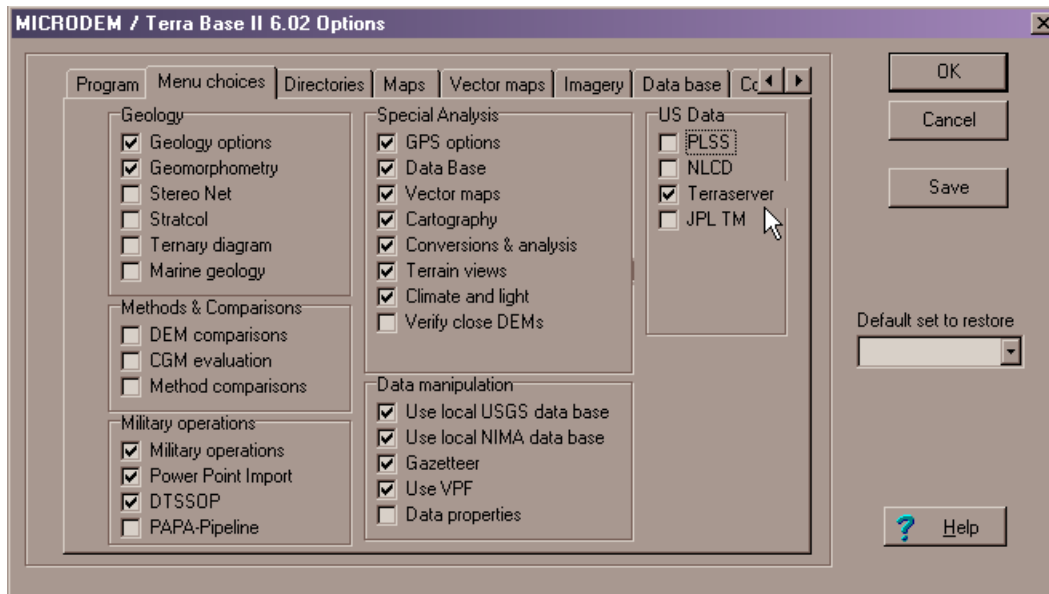 MICRODEM / Terra Base II 6.02 Options
Program Menu choices Directories Maps Vector maps Imagery Data base
Geology
Geology options
Geomorphometry
Stereo Net
Stratcol
Ternary diagram
Marine geology
Methods & Comparisons
DEM comparisons
CGM evaluation
Method comparisons
Military operations
Military operations
Power Point Import
DTSSOP
PAPA-Pipeline
Special Analysis
GPS options
Data Base
Vector maps
Cartography
Conversions & analysis
Terrain views
Climate and light
Verify close DEMs
Data manipulation
Use local USGS data base
Use local NIMA data base
Gazetteer
Use VPF
Data properties
US Data
PLSS
NLCD
Terraserver
JPL TM
OK
Cancel
Save
Default set to restore
? Help